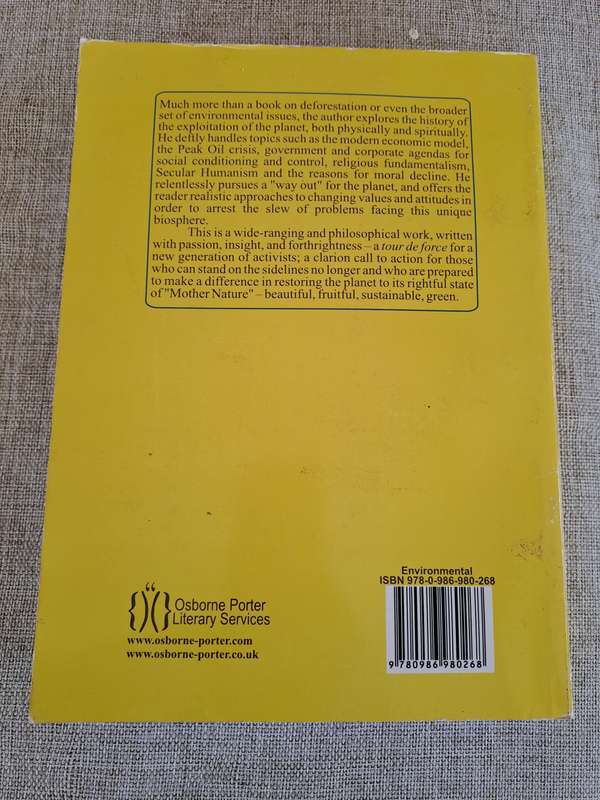 Much more than a book on deforestation or even the broader
set of environmental issues, the author explores the history of
the exploitation of the planet, both physically and spiritually.
He deftly handles topics such as the modern economic model,
the Peak Oil crisis, government and corporate agendas for
social conditioning and control, religious fundamentalism,
Secular Humanism and the reasons for moral decline. He
relentlessly pursues a "way out" for the planet, and offers the
reader realistic approaches to changing values and attitudes in
order to arrest the slew of problems facing this unique
biosphere.
This is a wide-ranging and philosophical work, written
with passion, insight, and forthrightness – a tour de force for a
new generation of activists; a clarion call to action for those
who can stand on the sidelines no longer and who are prepared
to make a difference in restoring the planet to its rightful state
of "Mother Nature" – beautiful, fruitful, sustainable, green.
Environmental
ISBN 978-0-986-980-268
9 780986 980268
Osborne Porter
Literary Services
www.osborne-porter.com
www.osborne-porter.co.uk